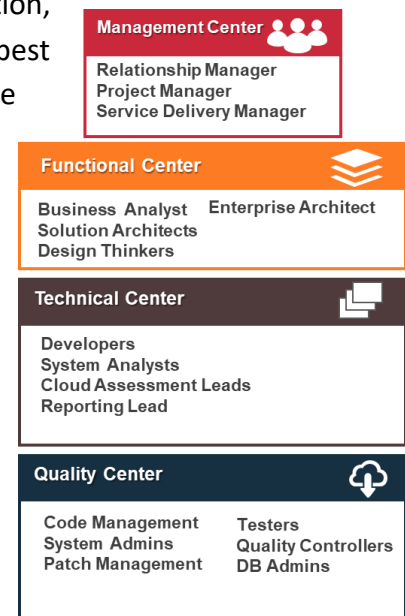 tion,
pest
e
Management Center
Relationship Manager
Project Manager
Service Delivery Manager
Functional Center
Business Analyst
Solution Architects
Design Thinkers
Enterprise Architect
Technical Center
Developers
System Analysts
Cloud Assessment Leads
Reporting Lead
Quality Center
Code Management
System Admins
Patch Management
Testers
Quality Controllers
DB Admins